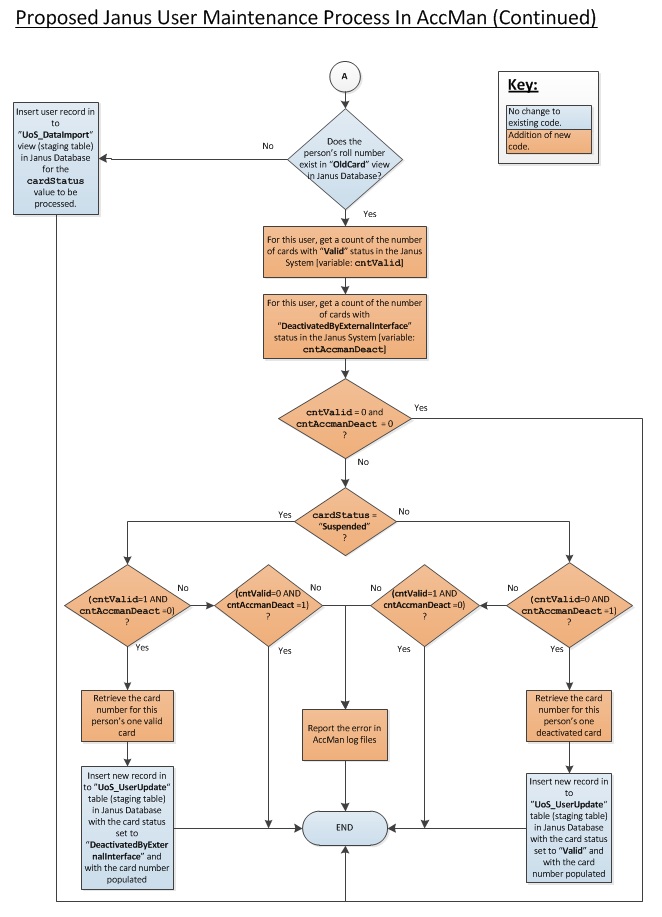 Proposed Janus User Maintenance Process In AccMan (Continued)
A
Key:
No change to
existing code.
Addition of new
code.
Insert user record in
to
"UoS_DataImport"
view (staging table)
in Janus Database
for the
cardStatus
value to be
processed.
No
Does the
person's roll number
exist in "OldCard" view
in Janus Database?
Yes
For this user, get a count of the number
of cards with "Valid" status in the Janus
System [variable: cntValid]
For this user, get a count of the number
of cards with
"DeactivatedByExternalInterface"
status in the Janus System [variable:
cntAccmanDeact]
cntValid = 0 and
cntAccmanDeact = 0
?
Yes
No
cardStatus =
"Suspended"
?
Yes
No
(cntValid=1 AND
cntAccmanDeact =0)
?
No
(cntValid=0 AND
cntAccmanDeact =1)
?
No
No
(cntValid=1 AND
cntAccmanDeact =0)
?
No
(cntValid=0 AND
cntAccmanDeact =1)
?
Yes
Yes
Yes
Yes
Retrieve the card
number for this
person's one valid
card
Report the error in
AccMan log files
Retrieve the card
number for this
person's one
deactivated card
Insert new record in
to "UoS_UserUpdate"
table (staging table)
in Janus Database
with the card status
set to
"DeactivatedByExter
nalInterface" and
with the card number
populated
END
Insert new record in
to
"UoS_UserUpdate"
table (staging table)
in Janus Database
with the card status
set to "Valid" and
with the card
number populated